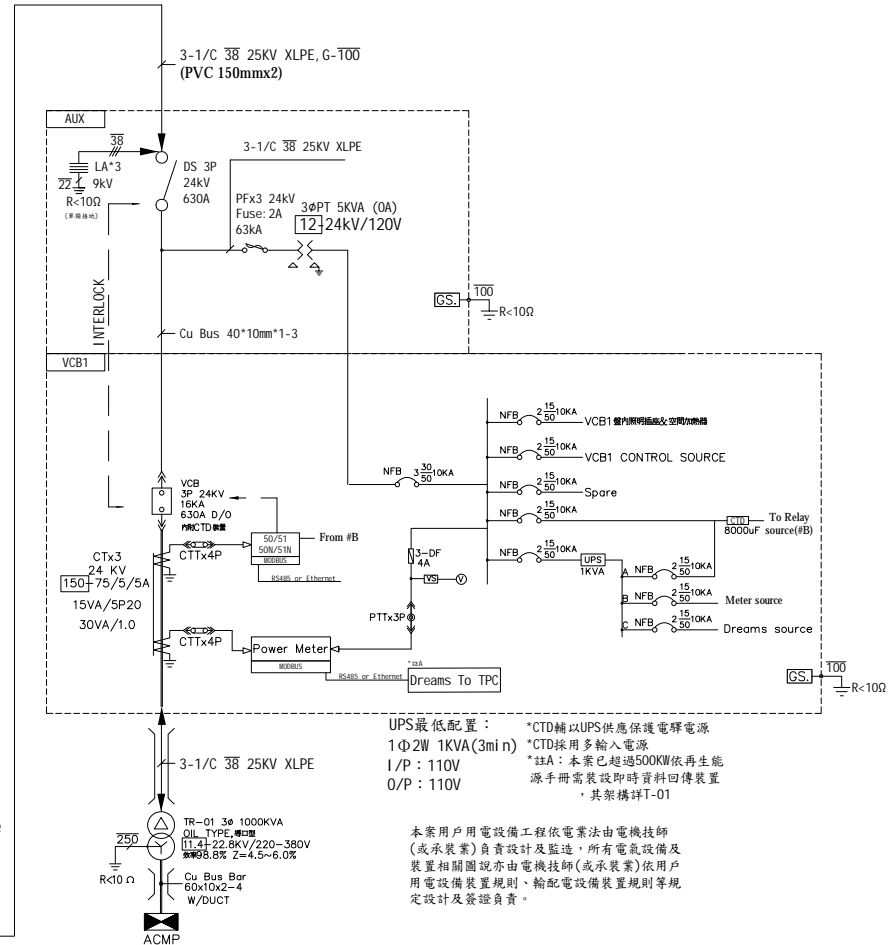 3-1/C 38 25KV XLPE,G-100
(PVC 150mmx2)
AUX
38
LA*3
22
9kV
R<10Ω
(單獨接地)
DS 3P
24kV
630A
3-1/C 38 25KV XLPE
PFx3 24kV
Fuse:2A
63kA
3φPT 5KVA (OA)
12-24kV/120V
INTERLOCK
GS.
100
R<10Ω
Cu Bus 40*10mm*1-3
VCB1
NFB 2 15/50 10KA VCB1盤內照明插座&空間加熱器
NFB 2 15/50 10KA VCB1 CONTROL SOURCE
NFB 3 30/50 10KA
NFB 2 15/50 10KA Spare
NFB 2 15/50 10KA
CTD
8000uF
To Relay
source(#B)
NFB 2 15/50 10KA
UPS
1KVA
A NFB 2 15/50 10KA
B NFB 2 15/50 10KA Meter source
C NFB 2 15/50 10KA Dreams source
VCB
3P 24KV
16KA
630A D/O
內附CTD裝置
CTx3
24 KV
150-75/5/5A
15VA/5P20
30VA/1.0
CTTx4P
50/51
50N/51N
MODBUS
From #B
RS485 or Ethernet
3-DF
4A
VS
V
PTTx3P
CTTx4P
Power Meter
MODBUS
RS485 or Ethernet
*註A
Dreams To TPC
GS.
100
R<10Ω
3-1/C 38 25KV XLPE
UPS最低配置：
1Φ2W 1KVA(3min)
I/P：110V
O/P：110V
*CTD輔以UPS供應保護電驛電源
*CTD採用多輸入電源
*註A：本案已超過500KW依再生能
源手冊需裝設即時資料回傳裝置
，其架構詳T-01
TR-01 3ø 1000KVA
OIL TYPE,導口型
11.4-22.8KV/220-380V
效率98.8% Z=4.5~6.0%
250
R<10 Ω
Cu Bus Bar
60x10x2-4
W/DUCT
ACMP
本案用戶用電設備工程依電業法由電機技師
(或承裝業)負責設計及監造，所有電氣設備及
裝置相關圖說亦由電機技師(或承裝業)依用戶
用電設備裝置規則、輸配電設備裝置規則等規
定設計及簽證負責。